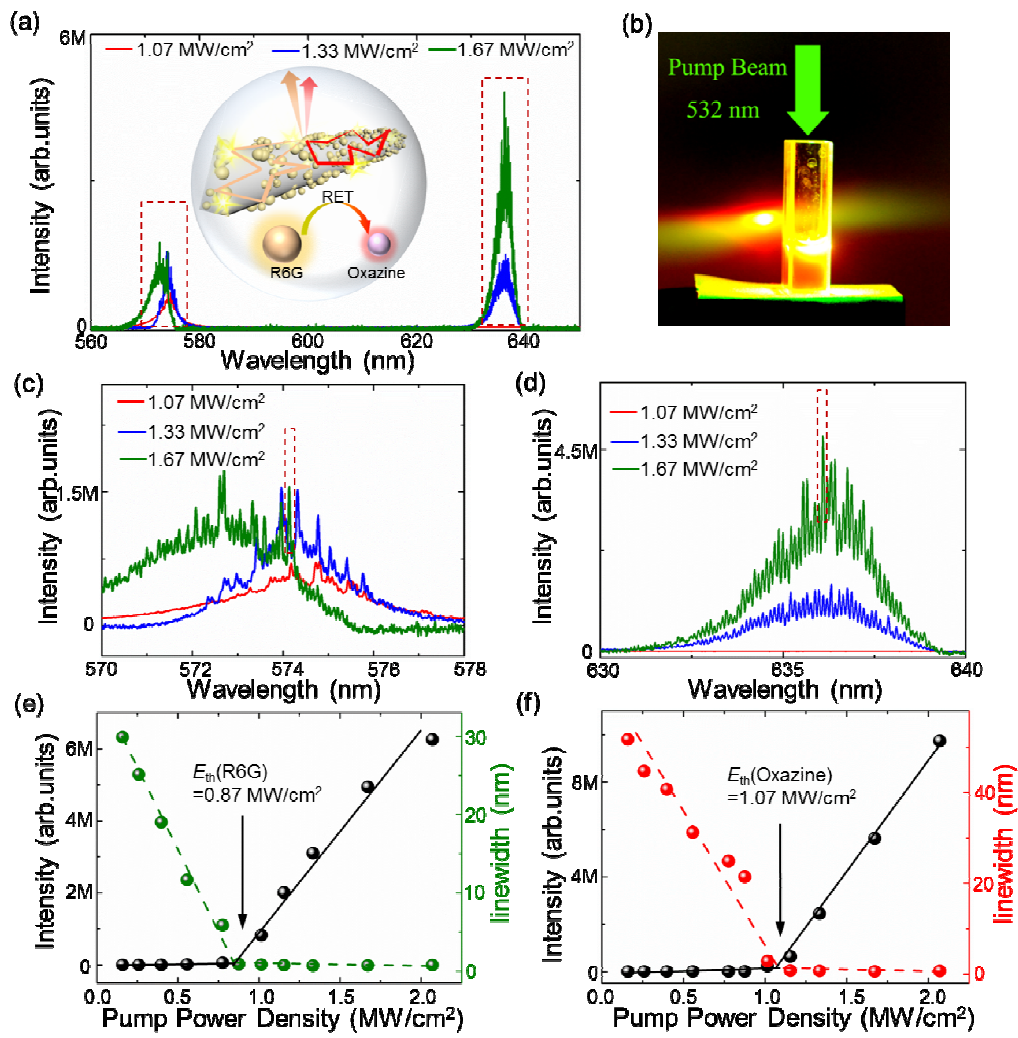 (a)
6M
1.07 MW/cm²
1.33 MW/cm²
1.67 MW/cm²
Intensity (arb.units)
RET
R6G
Oxazine
0
560
580
600
620
640
Wavelength (nm)
(b)
Pump Beam
532 nm
(c)
1.07 MW/cm²
1.33 MW/cm²
1.67 MW/cm²
Intensity (arb.units)
1.5M
0
570
572
574
576
578
Wavelength (nm)
(d)
1.07 MW/cm²
1.33 MW/cm²
1.67 MW/cm²
Intensity (arb.units)
4.5M
0
630
635
640
Wavelength (nm)
(e)
Intensity (arb.units)
6M
4M
2M
0
Eth(R6G)
=0.87 MW/cm²
30
20
10
0
linewidth (nm)
0.0
0.5
1.0
1.5
2.0
Pump Power Density (MW/cm²)
(f)
Intensity (arb.units)
8M
4M
0
Eth(Oxazine)
=1.07 MW/cm²
40
20
0
linewidth (nm)
0.0
0.5
1.0
1.5
2.0
Pump Power Density (MW/cm²)